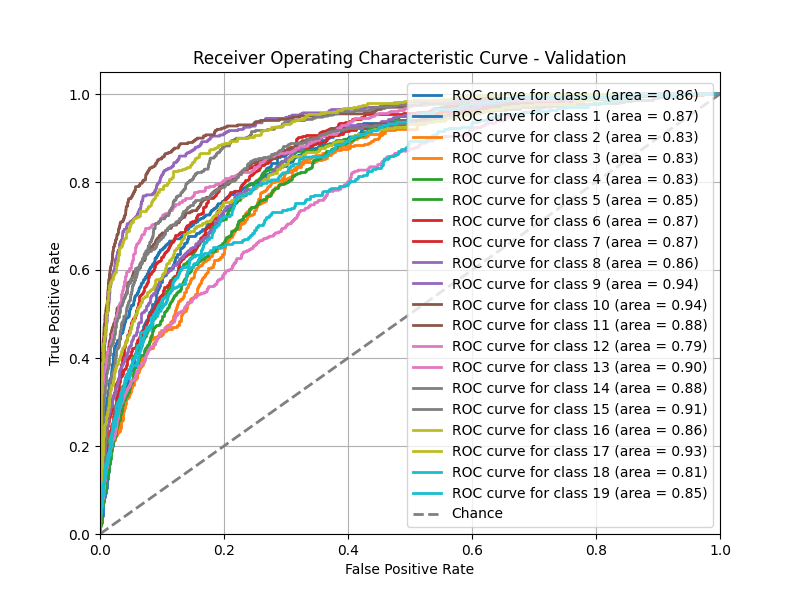 Receiver Operating Characteristic Curve - Validation
True Positive Rate
1.0
0.8
0.6
0.4
0.2
0.0
ROC curve for class 0 (area = 0.86)
ROC curve for class 1 (area = 0.87)
ROC curve for class 2 (area = 0.83)
ROC curve for class 3 (area = 0.83)
ROC curve for class 4 (area = 0.83)
ROC curve for class 5 (area = 0.85)
ROC curve for class 6 (area = 0.87)
ROC curve for class 7 (area = 0.87)
ROC curve for class 8 (area = 0.86)
ROC curve for class 9 (area = 0.94)
ROC curve for class 10 (area = 0.94)
ROC curve for class 11 (area = 0.88)
ROC curve for class 12 (area = 0.79)
ROC curve for class 13 (area = 0.90)
ROC curve for class 14 (area = 0.88)
ROC curve for class 15 (area = 0.91)
ROC curve for class 16 (area = 0.86)
ROC curve for class 17 (area = 0.93)
ROC curve for class 18 (area = 0.81)
ROC curve for class 19 (area = 0.85)
Chance
0.0 0.2 0.4 0.6 0.8 1.0
False Positive Rate